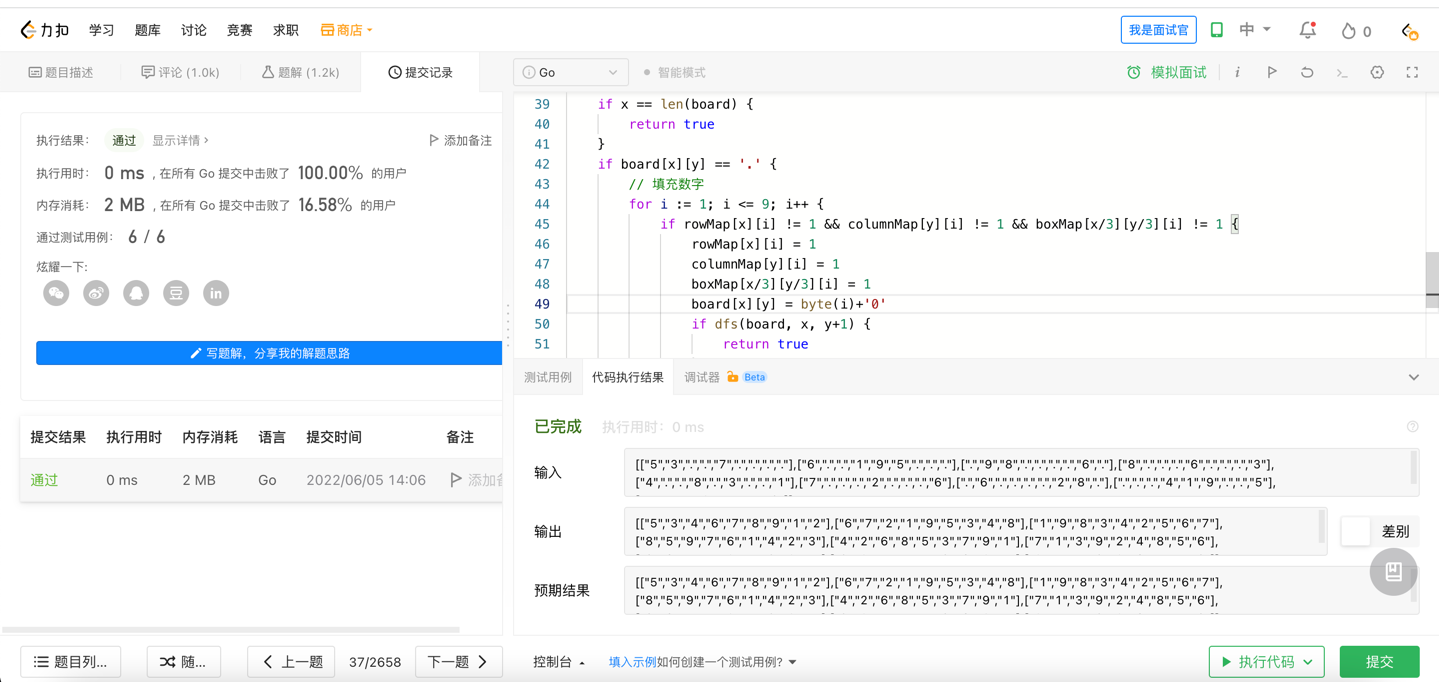 力扣 学习 题库 讨论 竞赛 求职 商店 我是面试官 中 0
题目描述 评论 (1.0k) 题解 (1.2k) 提交记录
执行结果： 通过 显示详情 › 添加备注
执行用时： 0 ms , 在所有 Go 提交中击败了 100.00% 的用户
内存消耗： 2 MB , 在所有 Go 提交中击败了 16.58% 的用户
通过测试用例： 6 / 6
炫耀一下:
豆 in
写题解，分享我的解题思路
提交结果 执行用时 内存消耗 语言 提交时间 备注
通过 0 ms 2 MB Go 2022/06/05 14:06 添加备
题目列... 随... 上一题 37/2658 下一题
Go 智能模式 模拟面试 i
39 if x == len(board) {
40 return true
41 }
42 if board[x][y] == '.' {
43 // 填充数字
44 for i := 1; i <= 9; i++ {
45 if rowMap[x][i] != 1 && columnMap[y][i] != 1 && boxMap[x/3][y/3][i] != 1 {
46 rowMap[x][i] = 1
47 columnMap[y][i] = 1
48 boxMap[x/3][y/3][i] = 1
49 board[x][y] = byte(i)+'0'
50 if dfs(board, x, y+1) {
51 return true
测试用例 代码执行结果 调试器 Beta
已完成 执行用时：0 ms
输入
[["5","3",".",".","7",".",".",".","."],["6",".",".","1","9","5",".",".","."],[".","9","8",".",".",".",".","6","."],["8",".",".",".","6",".",".",".","3"],
["4",".",".","8",".","3",".",".","1"],["7",".",".",".","2",".",".",".","6"],[".","6",".",".",".",".","2","8","."],[".",".",".","4","1","9",".",".","5"],
输出
[["5","3","4","6","7","8","9","1","2"],["6","7","2","1","9","5","3","4","8"],["1","9","8","3","4","2","5","6","7"],
["8","5","9","7","6","1","4","2","3"],["4","2","6","8","5","3","7","9","1"],["7","1","3","9","2","4","8","5","6"],
差别
预期结果
[["5","3","4","6","7","8","9","1","2"],["6","7","2","1","9","5","3","4","8"],["1","9","8","3","4","2","5","6","7"],
["8","5","9","7","6","1","4","2","3"],["4","2","6","8","5","3","7","9","1"],["7","1","3","9","2","4","8","5","6"],
控制台 填入示例 如何创建一个测试用例? 执行代码 提交